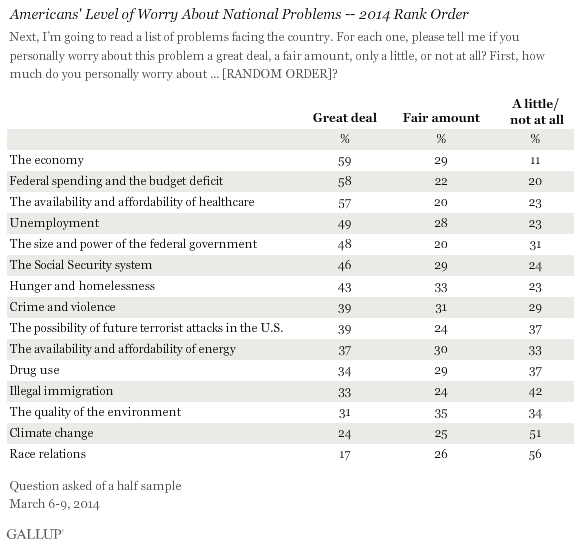 Americans' Level of Worry About National Problems -- 2014 Rank Order
Next, I'm going to read a list of problems facing the country. For each one, please tell me if you
personally worry about this problem a great deal, a fair amount, only a little, or not at all? First, how
much do you personally worry about ... [RANDOM ORDER]?
Great deal Fair amount A little/
not at all
% % %
The economy 59 29 11
Federal spending and the budget deficit 58 22 20
The availability and affordability of healthcare 57 20 23
Unemployment 49 28 23
The size and power of the federal government 48 20 31
The Social Security system 46 29 24
Hunger and homelessness 43 33 23
Crime and violence 39 31 29
The possibility of future terrorist attacks in the U.S. 39 24 37
The availability and affordability of energy 37 30 33
Drug use 34 29 37
Illegal immigration 33 24 42
The quality of the environment 31 35 34
Climate change 24 25 51
Race relations 17 26 56
Question asked of a half sample
March 6-9, 2014
GALLUP